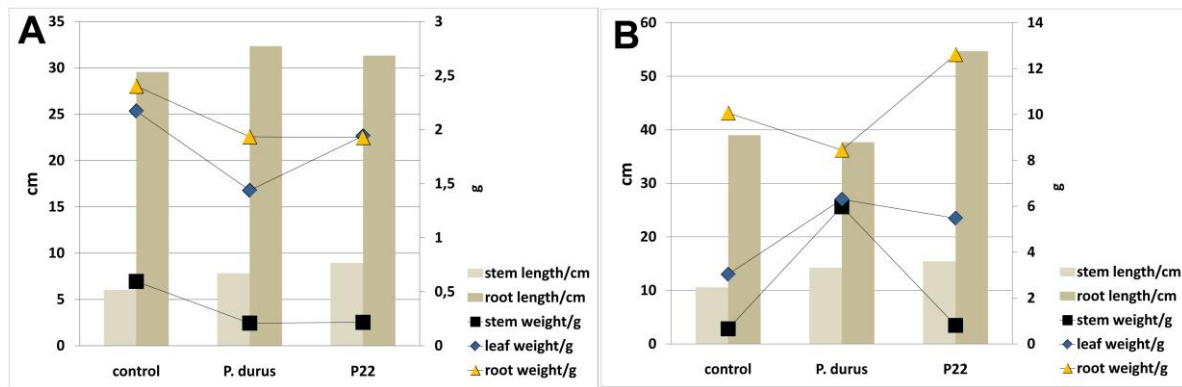 A
35
30
25
20
15
10
5
0
cm
3
2,5
2
1,5
1
0,5
0
g
control P. durus P22
stem length/cm
root length/cm
stem weight/g
leaf weight/g
root weight/g
B
60
50
40
30
20
10
0
cm
14
12
10
8
6
4
2
0
g
control P. durus P22
stem length/cm
root length/cm
stem weight/g
leaf weight/g
root weight/g